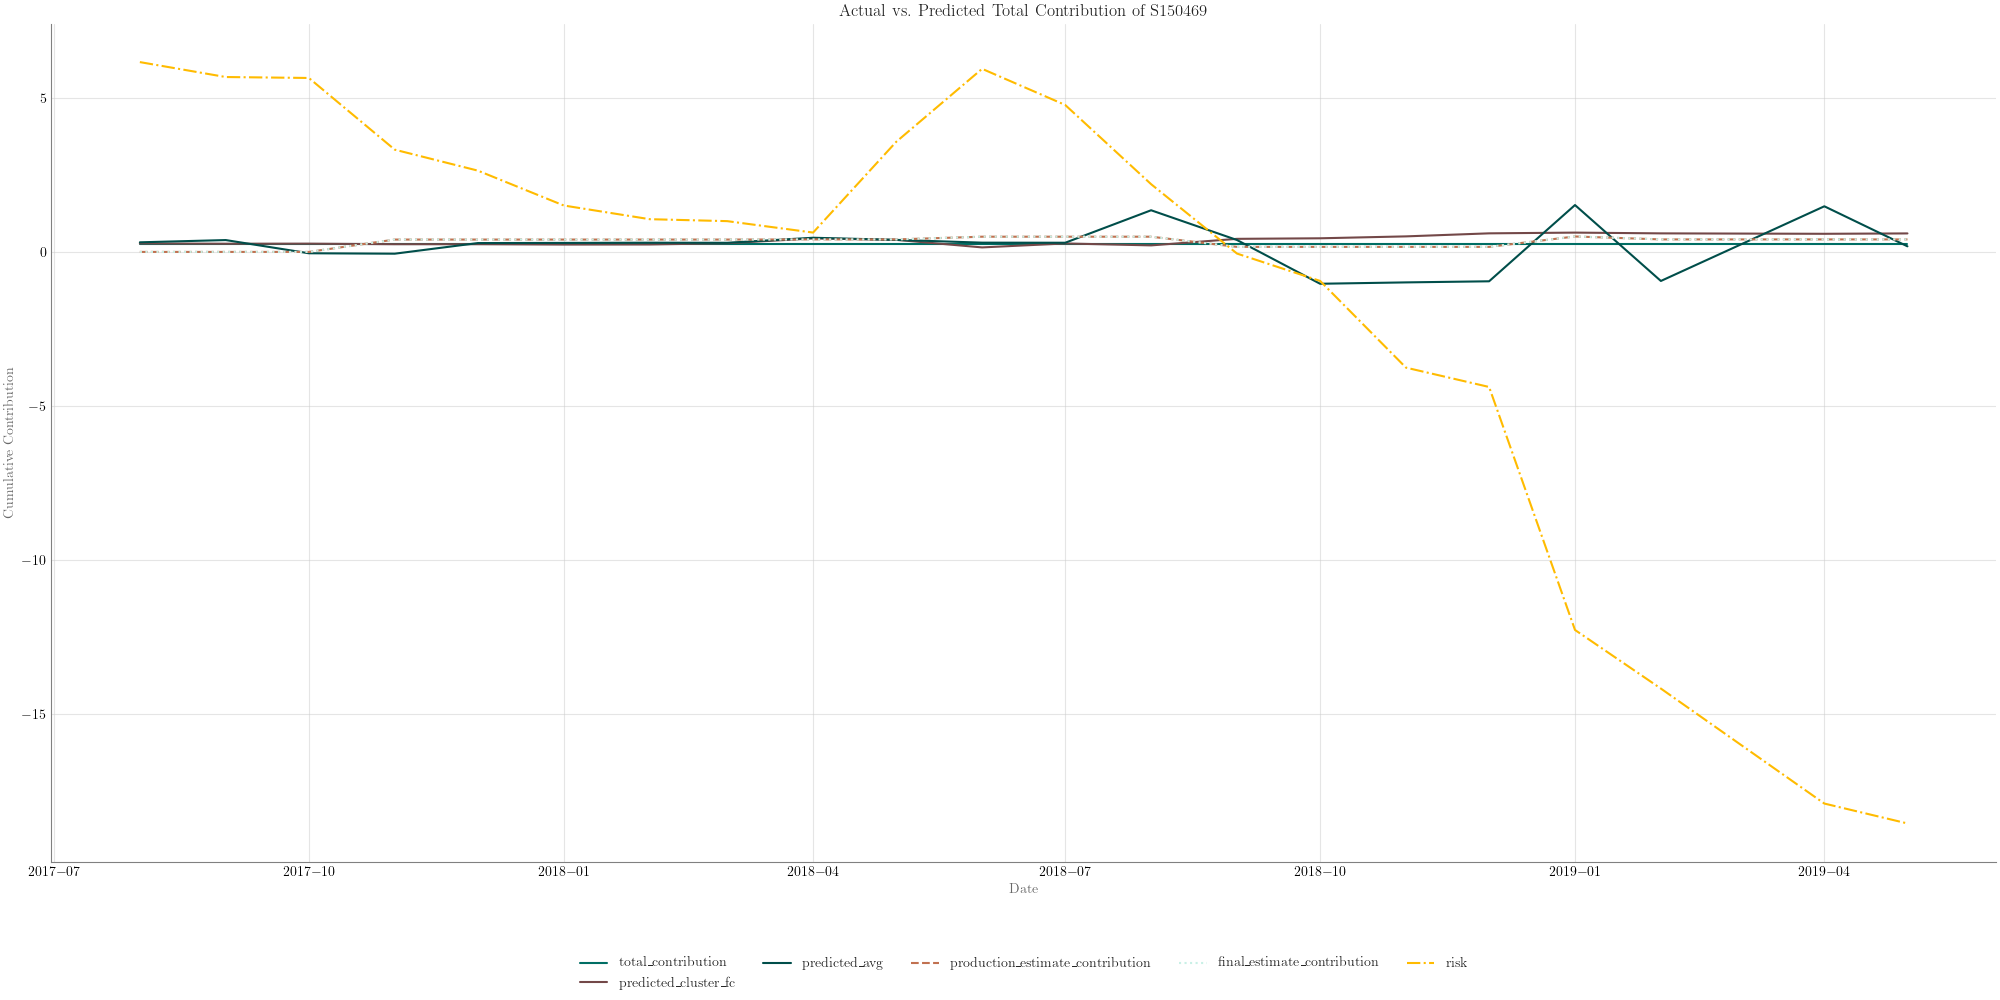 Actual vs. Predicted Total Contribution of S150469
Cumulative Contribution
5
0
−5
−10
−15
2017−07 2017−10 2018−01 2018−04 2018−07 2018−10 2019−01 2019−04
Date
total_contribution predicted_avg production_estimate_contribution final_estimate_contribution risk
predicted_cluster_fc